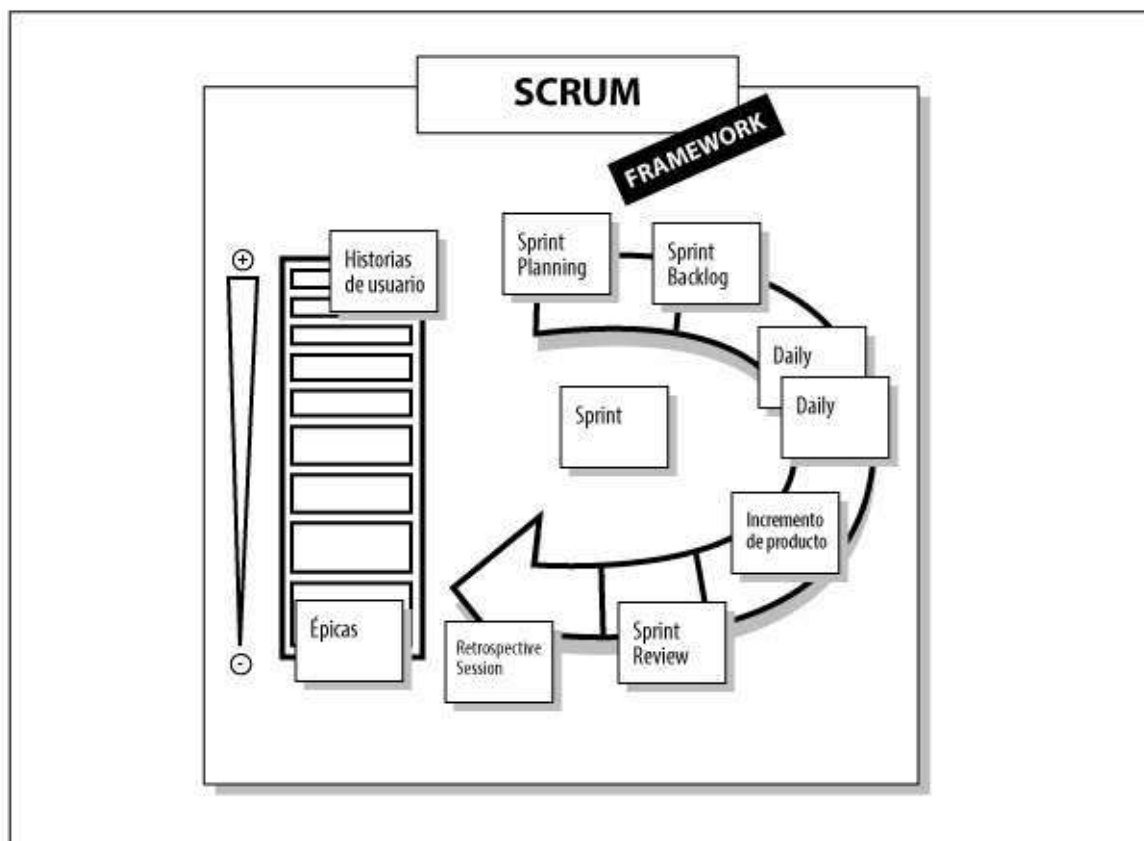 SCRUM
FRAMEWORK
+
Historias
de usuario
Sprint
Planning
Sprint
Backlog
Daily
Daily
Sprint
Incremento
de producto
Épicas
-
Retrospective
Session
Sprint
Review